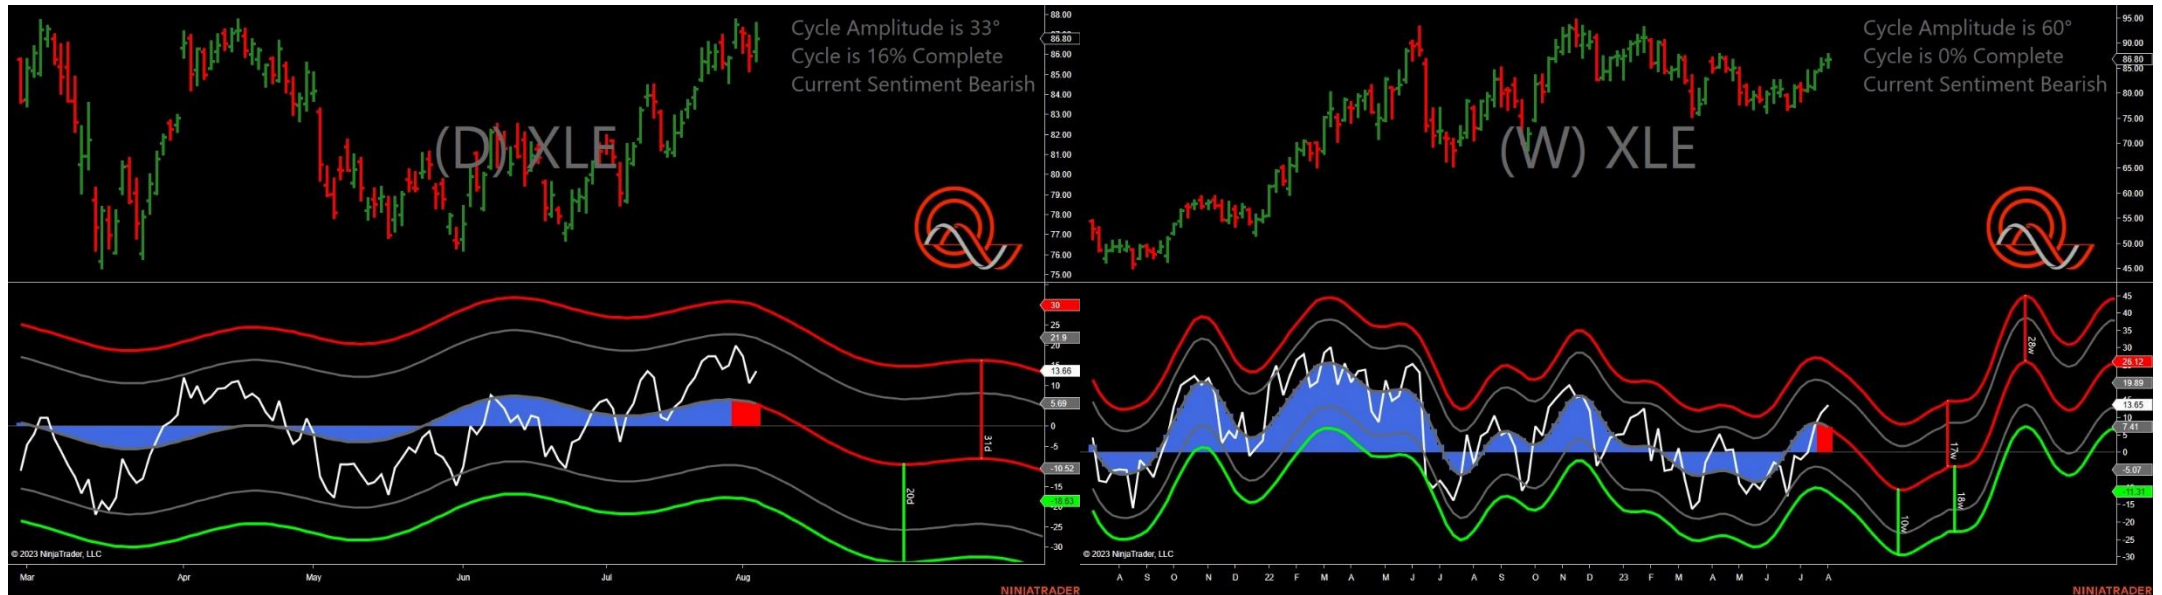 Cycle Amplitude is 33°
Cycle is 16% Complete
Current Sentiment Bearish
(D) XLE
88.00
86.80
86.00
85.00
84.00
83.00
82.00
81.00
80.00
79.00
78.00
77.00
76.00
75.00
30
25
21.9
20
13.66
10
5.69
0
-5
-10.52
-15
-18.63
-25
-30
31d
20d
© 2023 NinjaTrader, LLC
Mar Apr May Jun Jul Aug
NINJATRADER
Cycle Amplitude is 60°
Cycle is 0% Complete
Current Sentiment Bearish
(W) XLE
95.00
90.00
86.80
85.00
80.00
75.00
70.00
65.00
60.00
55.00
50.00
45.00
45
40
35
30
26.12
19.89
13.65
10
7.41
5
0
-5.07
-11.31
-15
-20
-25
-30
28w
17w
18w
10w
© 2023 NinjaTrader, LLC
A S O N D 22 F M A M J J A S O N D 23 F M A M J J A
NINJATRADER